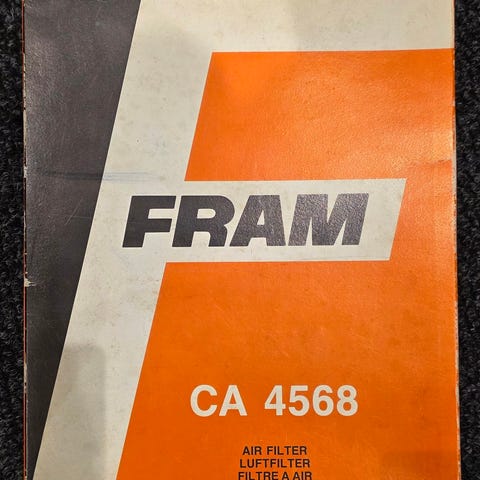 FRAM
CA 4568
AIR FILTER
LUFTFILTER
FILTRE A AIR